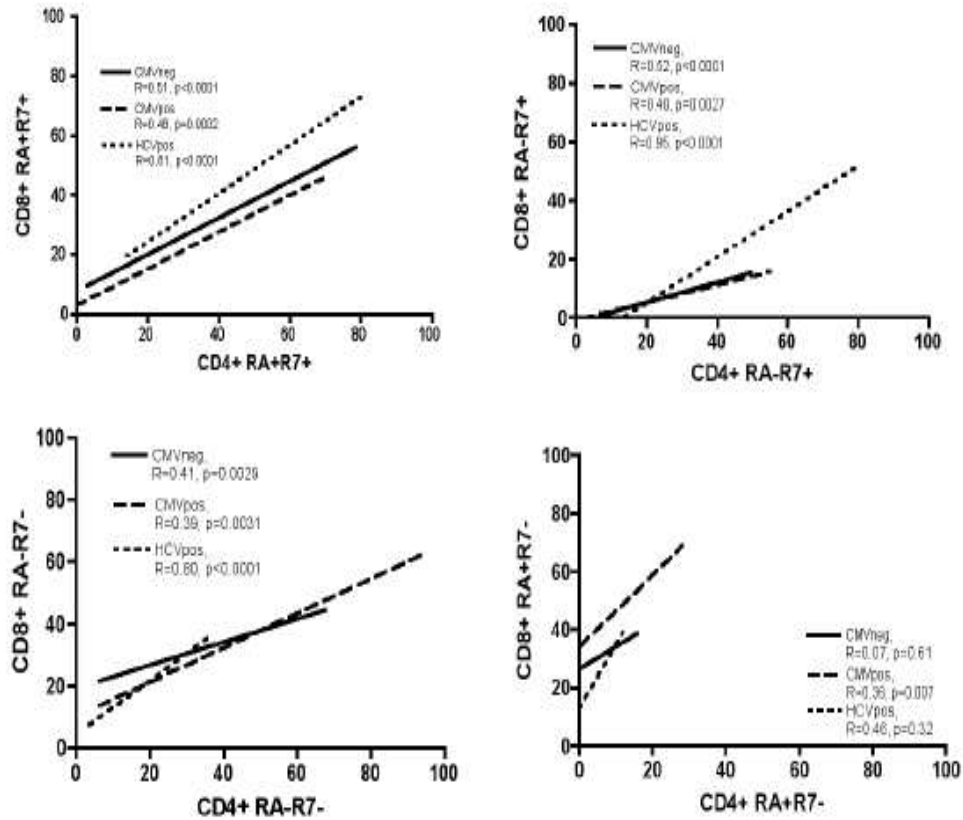 100
80
60
40
20
0
CD8+ RA+R7+
CMVneg
R=0.51, p<0.0001
CMVpos
R=0.48, p=0.0002
HCVpos
R=0.81, p<0.0001
0 20 40 60 80 100
CD4+ RA+R7+
100
80
60
40
20
0
CD8+ RA-R7+
CMVneg,
R=0.52, p<0.0001
CMVpos,
R=0.40, p=0.0027
HCVpos,
R=0.95, p<0.0001
0 20 40 60 80 100
CD4+ RA-R7+
100
80
60
40
20
0
CD8+ RA-R7-
CMVneg,
R=0.41, p=0.0029
CMVpos,
R=0.39, p=0.0031
HCVpos,
R=0.80, p<0.0001
0 20 40 60 80 100
CD4+ RA-R7-
100
80
60
40
20
0
CD8+ RA+R7-
CMVneg,
R=0.07, p=0.61
CMVpos,
R=0.36, p=0.007
HCVpos,
R=0.46, p=0.32
0 20 40 60 80 100
CD4+ RA+R7-